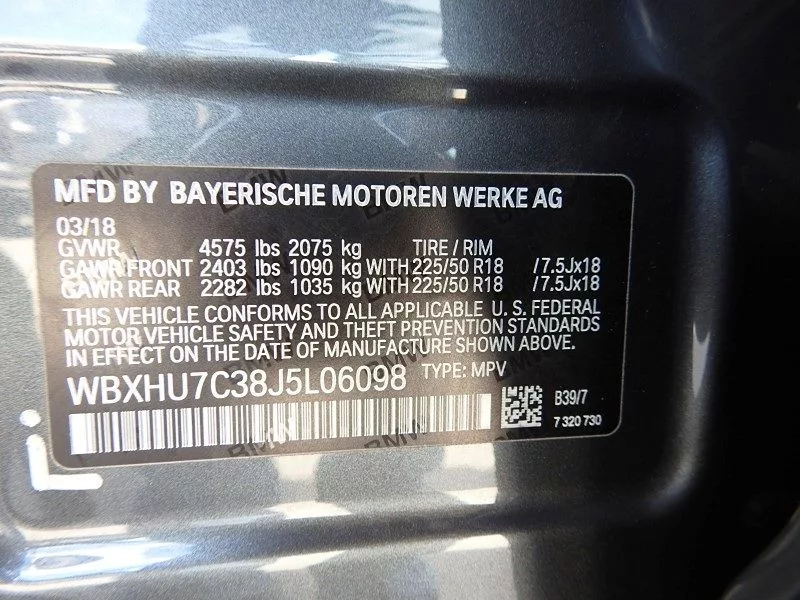 MFD BY BAYERISCHE MOTOREN WERKE AG
03/18
GVWR 4575 lbs 2075 kg TIRE / RIM
GAWR FRONT 2403 lbs 1090 kg WITH 225/50 R18 /7.5Jx18
GAWR REAR 2282 lbs 1035 kg WITH 225/50 R18 /7.5Jx18
THIS VEHICLE CONFORMS TO ALL APPLICABLE U. S. FEDERAL
MOTOR VEHICLE SAFETY AND THEFT PREVENTION STANDARDS
IN EFFECT ON THE DATE OF MANUFACTURE SHOWN ABOVE.
WBXHU7C38J5L06098 TYPE: MPV
B39/7
7 320 730